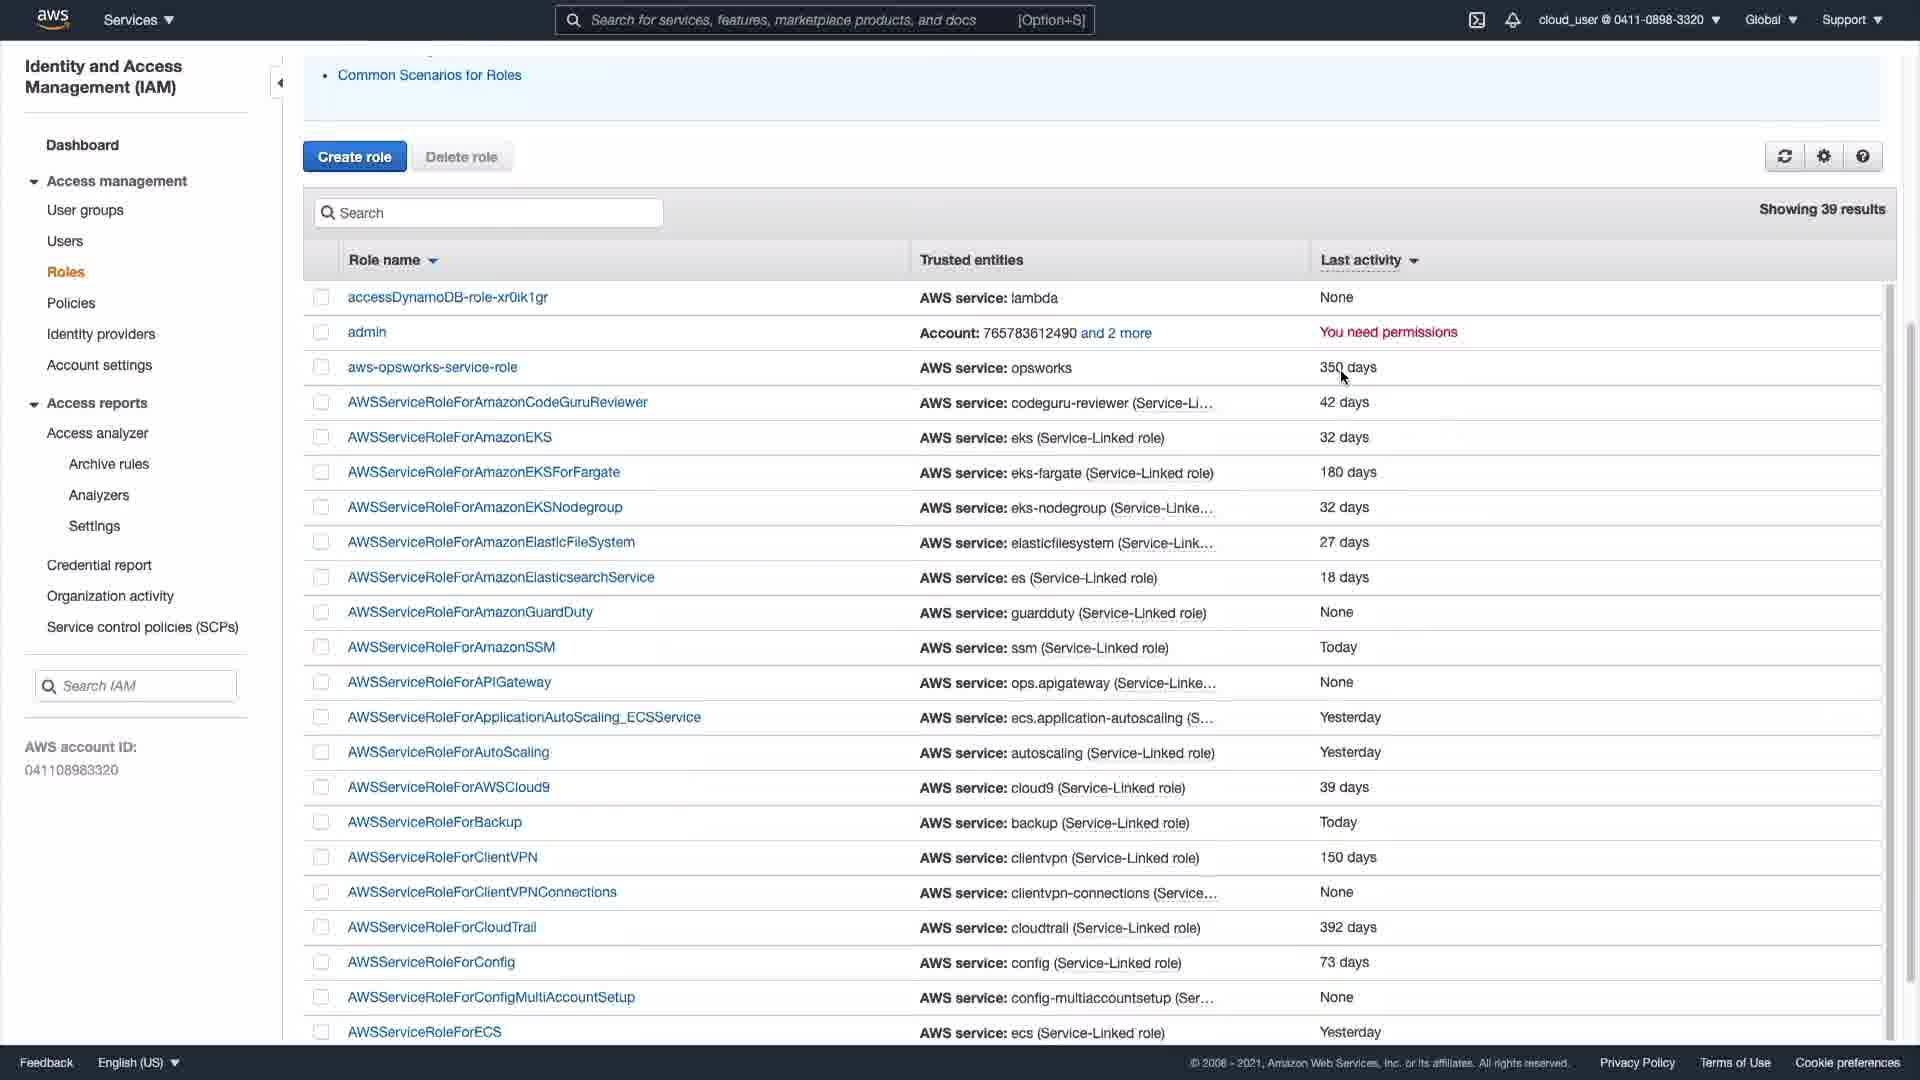 aws
Services
Search for services, features, marketplace products, and docs [Option+S]
cloud_user @ 0411-0898-3320
Global
Support
Identity and Access Management (IAM)
Dashboard
Access management
User groups
Users
Roles
Policies
Identity providers
Account settings
Access reports
Access analyzer
Archive rules
Analyzers
Settings
Credential report
Organization activity
Service control policies (SCPs)
Search IAM
AWS account ID:
041108983320
• Common Scenarios for Roles
Create role
Delete role
Search
Showing 39 results
Role name Trusted entities Last activity
accessDynamoDB-role-xr0ik1gr AWS service: lambda None
admin Account: 765783612490 and 2 more You need permissions
aws-opsworks-service-role AWS service: opsworks 350 days
AWSServiceRoleForAmazonCodeGuruReviewer AWS service: codeguru-reviewer (Service-Li... 42 days
AWSServiceRoleForAmazonEKS AWS service: eks (Service-Linked role) 32 days
AWSServiceRoleForAmazonEKSForFargate AWS service: eks-fargate (Service-Linked role) 180 days
AWSServiceRoleForAmazonEKSNodegroup AWS service: eks-nodegroup (Service-Linke... 32 days
AWSServiceRoleForAmazonElasticFileSystem AWS service: elasticfilesystem (Service-Link... 27 days
AWSServiceRoleForAmazonElasticsearchService AWS service: es (Service-Linked role) 18 days
AWSServiceRoleForAmazonGuardDuty AWS service: guardduty (Service-Linked role) None
AWSServiceRoleForAmazonSSM AWS service: ssm (Service-Linked role) Today
AWSServiceRoleForAPIGateway AWS service: ops.apigateway (Service-Linke... None
AWSServiceRoleForApplicationAutoScaling_ECSService AWS service: ecs.application-autoscaling (S... Yesterday
AWSServiceRoleForAutoScaling AWS service: autoscaling (Service-Linked role) Yesterday
AWSServiceRoleForAWSCloud9 AWS service: cloud9 (Service-Linked role) 39 days
AWSServiceRoleForBackup AWS service: backup (Service-Linked role) Today
AWSServiceRoleForClientVPN AWS service: clientvpn (Service-Linked role) 150 days
AWSServiceRoleForClientVPNConnections AWS service: clientvpn-connections (Service... None
AWSServiceRoleForCloudTrail AWS service: cloudtrail (Service-Linked role) 392 days
AWSServiceRoleForConfig AWS service: config (Service-Linked role) 73 days
AWSServiceRoleForConfigMultiAccountSetup AWS service: config-multiaccountsetup (Ser... None
AWSServiceRoleForECS AWS service: ecs (Service-Linked role) Yesterday
Feedback
English (US)
© 2008 - 2021, Amazon Web Services, Inc. or its affiliates. All rights reserved.
Privacy Policy
Terms of Use
Cookie preferences